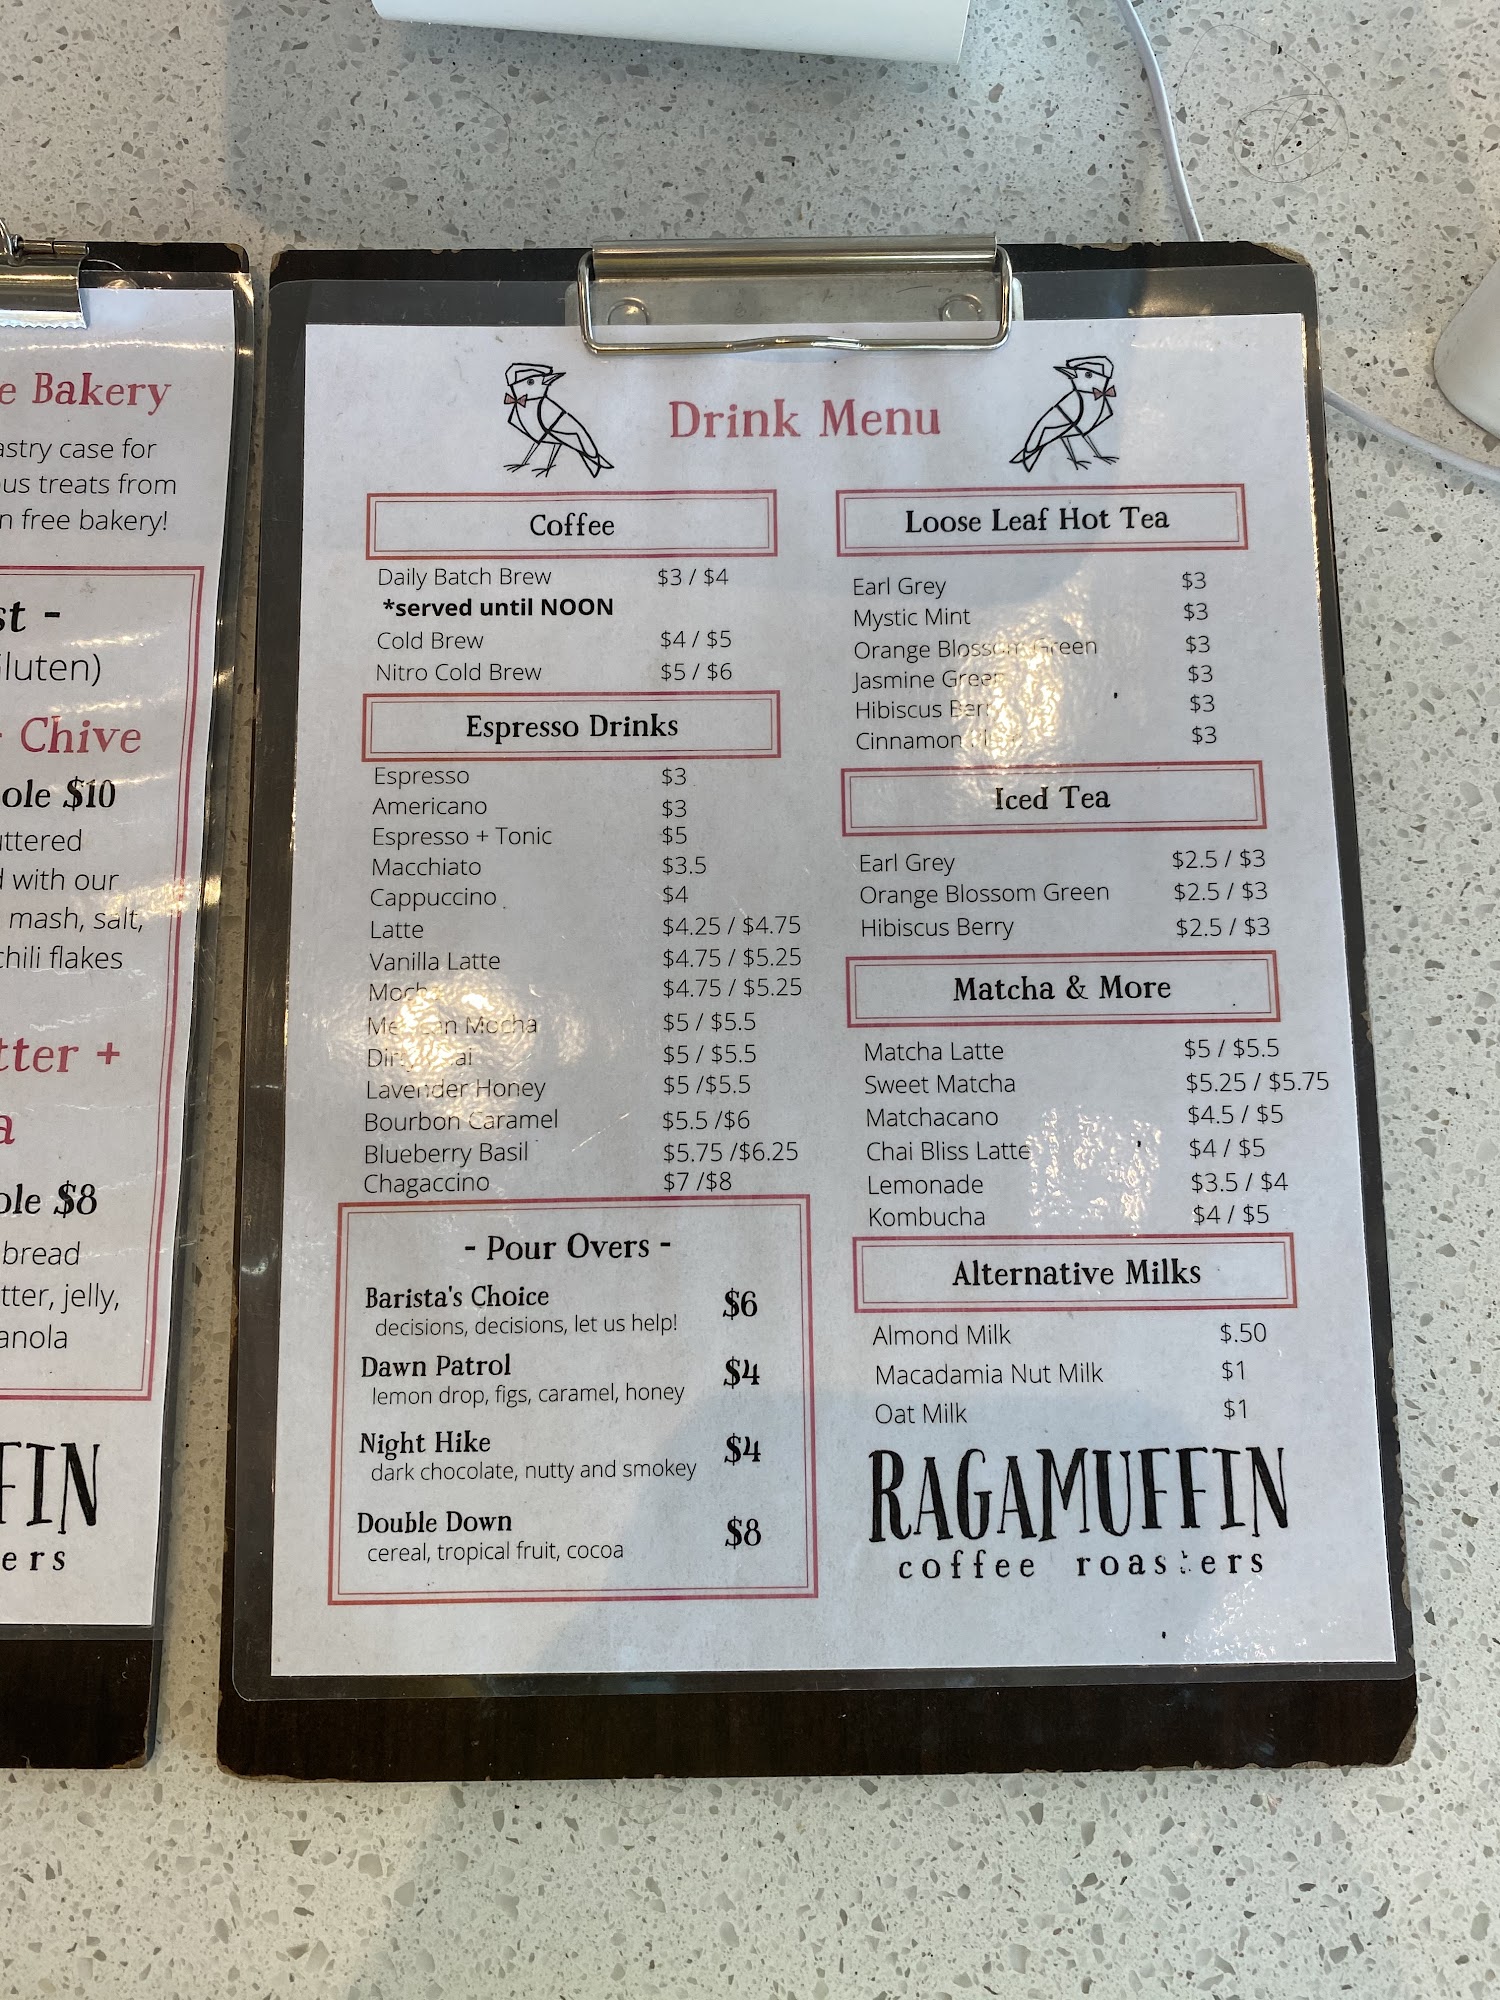 e Bakery
astry case for
us treats from
n free bakery!
st -
luten)
Chive
ole $10
ttered
d with our
mash, salt,
chili flakes
tter +
a
ole $8
bread
tter, jelly,
anola
FIN
ers
Drink Menu
Coffee
Daily Batch Brew $3 / $4
*served until NOON
Cold Brew $4 / $5
Nitro Cold Brew $5 / $6
Espresso Drinks
Espresso $3
Americano $3
Espresso + Tonic $5
Macchiato $3.5
Cappuccino $4
Latte $4.25 / $4.75
Vanilla Latte $4.75 / $5.25
Mocha $4.75 / $5.25
Mexican Mocha $5 / $5.5
Dirty Chai $5 / $5.5
Lavender Honey $5 /$5.5
Bourbon Caramel $5.5 /$6
Blueberry Basil $5.75 /$6.25
Chagaccino $7 /$8
- Pour Overs -
Barista's Choice $6
decisions, decisions, let us help!
Dawn Patrol $4
lemon drop, figs, caramel, honey
Night Hike $4
dark chocolate, nutty and smokey
Double Down $8
cereal, tropical fruit, cocoa
Loose Leaf Hot Tea
Earl Grey $3
Mystic Mint $3
Orange Blossom Green $3
Jasmine Green $3
Hibiscus Berry $3
Cinnamon $3
Iced Tea
Earl Grey $2.5 / $3
Orange Blossom Green $2.5 / $3
Hibiscus Berry $2.5 / $3
Matcha & More
Matcha Latte $5 / $5.5
Sweet Matcha $5.25 / $5.75
Matchacano $4.5 / $5
Chai Bliss Latte $4 / $5
Lemonade $3.5 / $4
Kombucha $4 / $5
Alternative Milks
Almond Milk $.50
Macadamia Nut Milk $1
Oat Milk $1
RAGAMUFFIN
coffee roasters